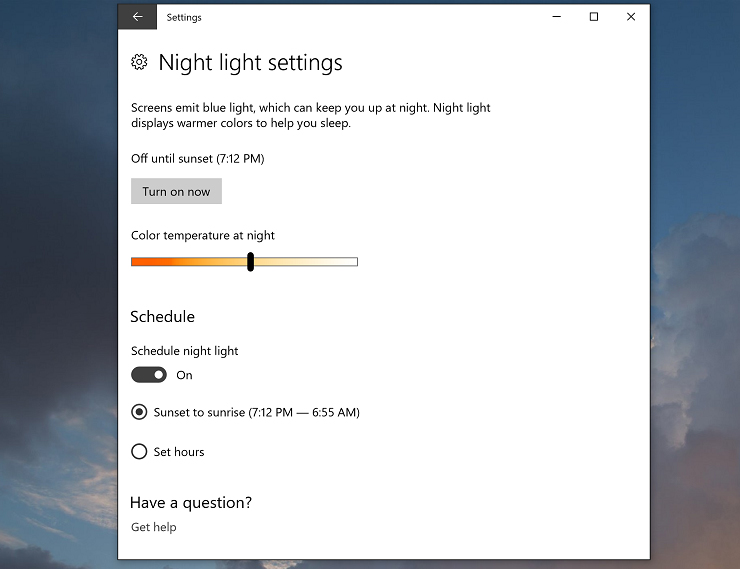 Settings
Night light settings
Screens emit blue light, which can keep you up at night. Night light
displays warmer colors to help you sleep.
Off until sunset (7:12 PM)
Turn on now
Color temperature at night
Schedule
Schedule night light
On
Sunset to sunrise (7:12 PM — 6:55 AM)
Set hours
Have a question?
Get help